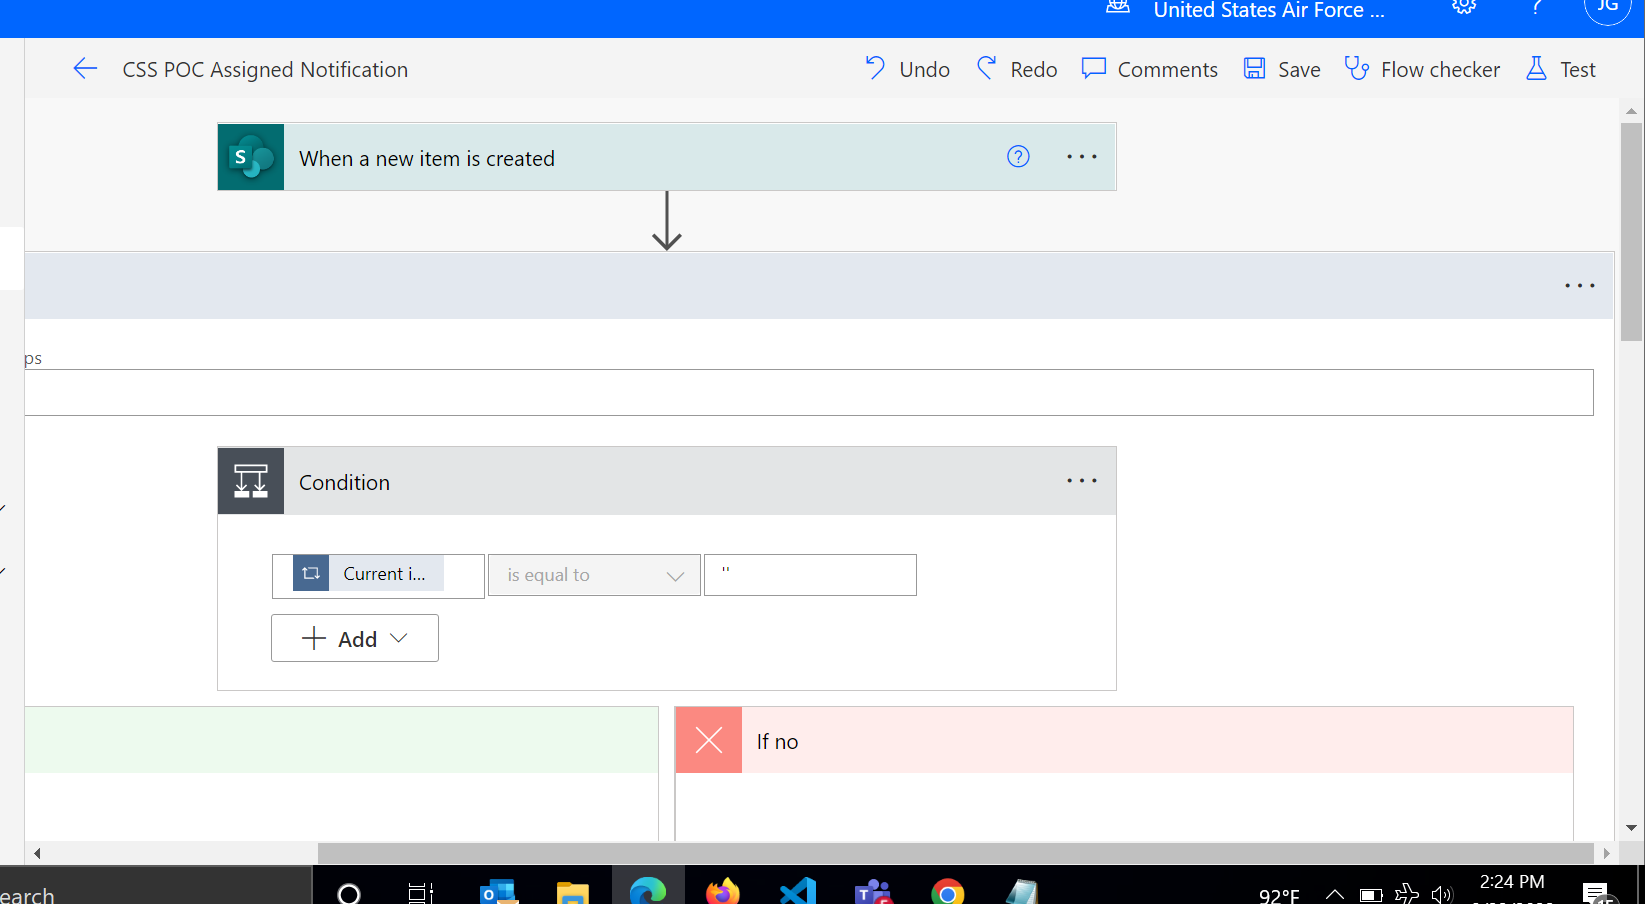 United States Air Force ...
JG
CSS POC Assigned Notification
Undo
Redo
Comments
Save
Flow checker
Test
S
When a new item is created
ps
Condition
Current i...
is equal to
''
Add
If no
earch
92°F
2:24 PM